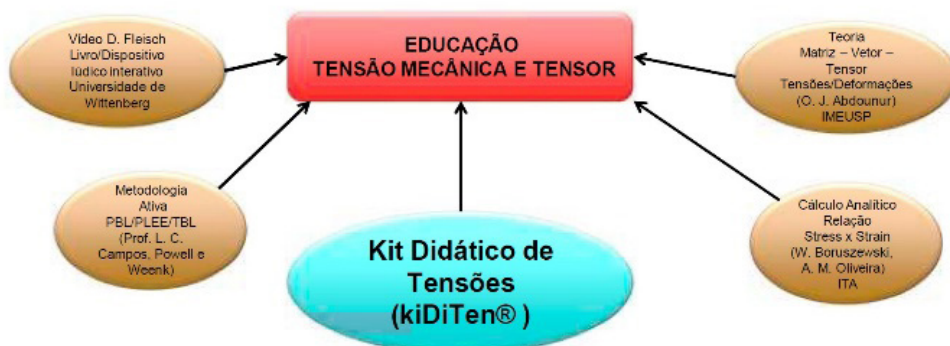 EDUCAÇÃO
TENSÃO MECÂNICA E TENSOR
Vídeo D. Fleisch
Livro/Dispositivo
lúdico interativo
Universidade de
Wittenberg
Teoria
Matriz – Vetor –
Tensor
Tensões/Deformações
(O. J. Abdounur)
IMEUSP
Metodologia
Ativa
PBL/PLEE/TBL
(Prof. L. C.
Campos, Powell e
Weenk)
Kit Didático de
Tensões
(kiDiTen® )
Cálculo Analítico
Relação
Stress x Strain
(W. Boruszewski,
A. M. Oliveira)
ITA